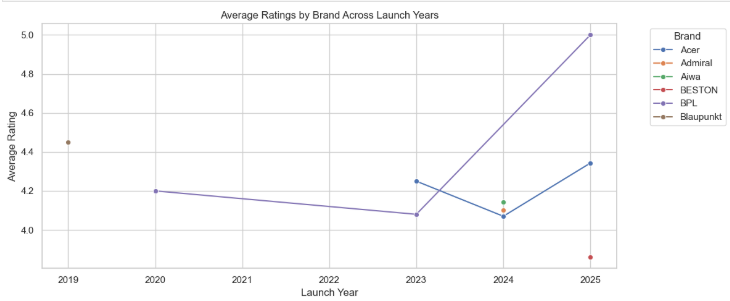 Average Ratings by Brand Across Launch Years
Average Rating
5.0
4.8
4.6
4.4
4.2
4.0
2019 2020 2021 2022 2023 2024 2025
Launch Year
Brand
Acer
Admiral
Aiwa
BESTON
BPL
Blaupunkt